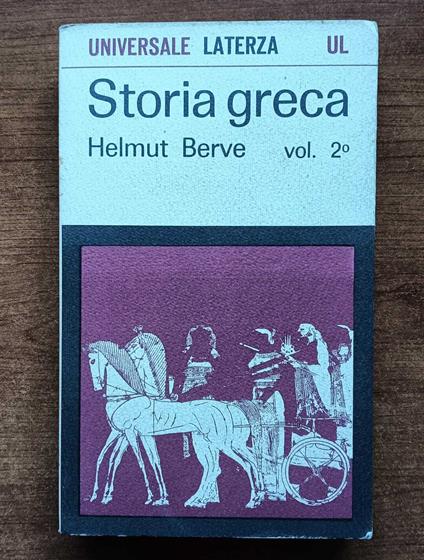 UNIVERSALE LATERZA UL
Storia greca
Helmut Berve vol. 2º